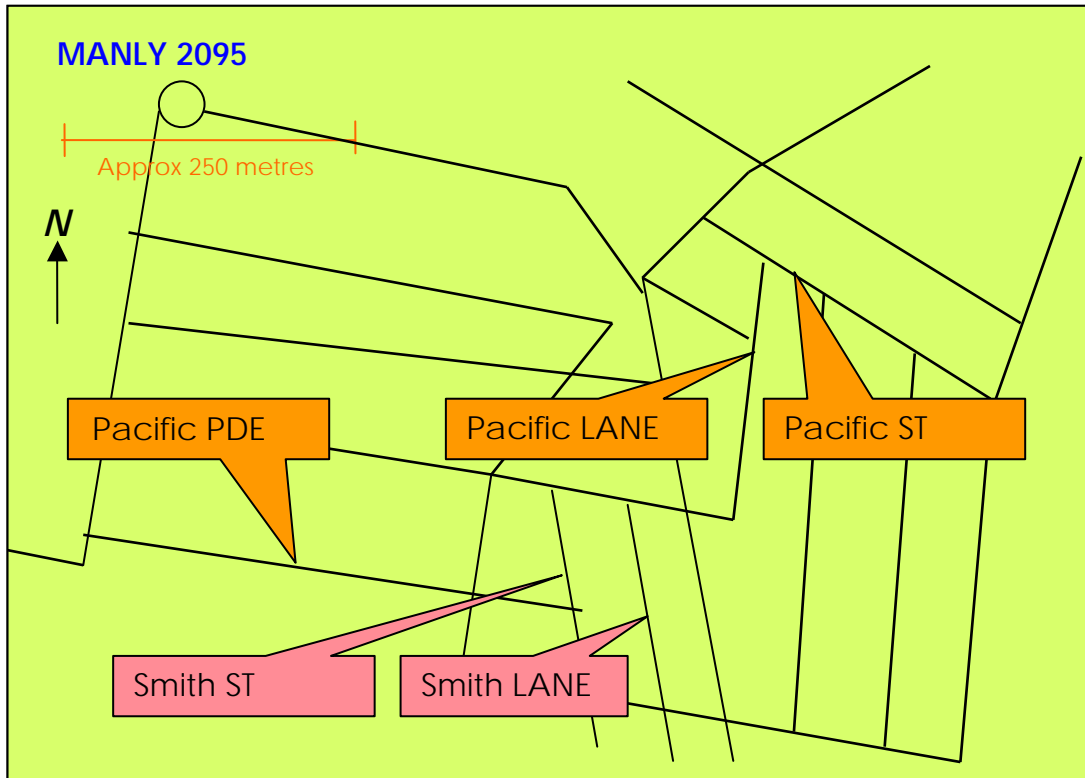 MANLY 2095
Approx 250 metres
N
Pacific PDE
Pacific LANE
Pacific ST
Smith ST
Smith LANE